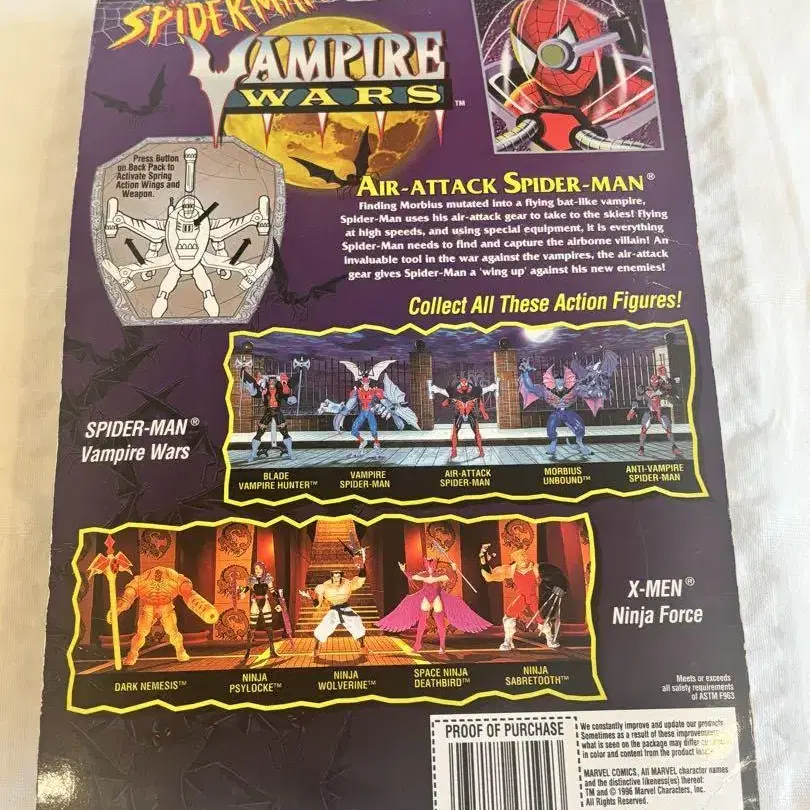 SPIDER-MAN
VAMPIRE
WARS™
Press Button
on Back Pack to
Activate Spring
Action Wings and
Weapon.
AIR-ATTACK SPIDER-MAN®
Finding Morbius mutated into a flying bat-like vampire,
Spider-Man uses his air-attack gear to take to the skies! Flying
at high speeds, and using special equipment, it is everything
Spider-Man needs to find and capture the airborne villain! An
invaluable tool in the war against the vampires, the air-attack
gear gives Spider-Man a 'wing up' against his new enemies!
Collect All These Action Figures!
SPIDER-MAN®
Vampire Wars
BLADE
VAMPIRE HUNTER™
VAMPIRE
SPIDER-MAN
AIR-ATTACK
SPIDER-MAN
MORBIUS
UNBOUND™
ANTI-VAMPIRE
SPIDER-MAN
X-MEN®
Ninja Force
DARK NEMESIS™
NINJA
PSYLOCKE™
NINJA
WOLVERINE™
SPACE NINJA
DEATHBIRD™
NINJA
SABRETOOTH™
Meets or exceeds
all safety requirements
of ASTM F963
PROOF OF PURCHASE
We constantly improve and update our products.
Sometimes as a result of these improvements
what is seen on the package may differ
in color and content from the product
MARVEL COMICS, All MARVEL character names
and the distinctive likeness(es) thereof:
TM and © 1996 Marvel Characters, Inc.
All Rights Reserved.